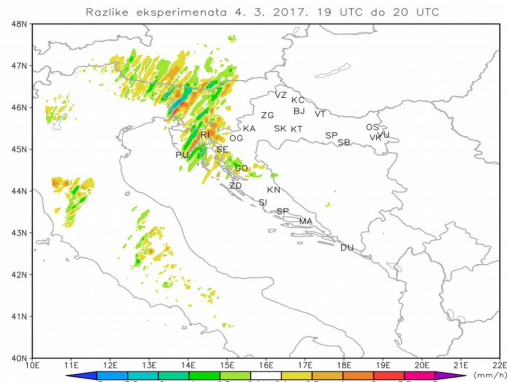 Razlike eksperimenata 4. 3. 2017. 19 UTC do 20 UTC
48N
47N
46N
45N
44N
43N
42N
41N
40N
VZ
KC
ZG
BJ
VT
KA
SK
KT
OS
RI
OG
SP
VK
VU
SB
PU
SE
GO
ZD
KN
SI
SP
MA
DU
10E 11E 12E 13E 14E 15E 16E 17E 18E 19E 20E 21E 22E
(mm/h)